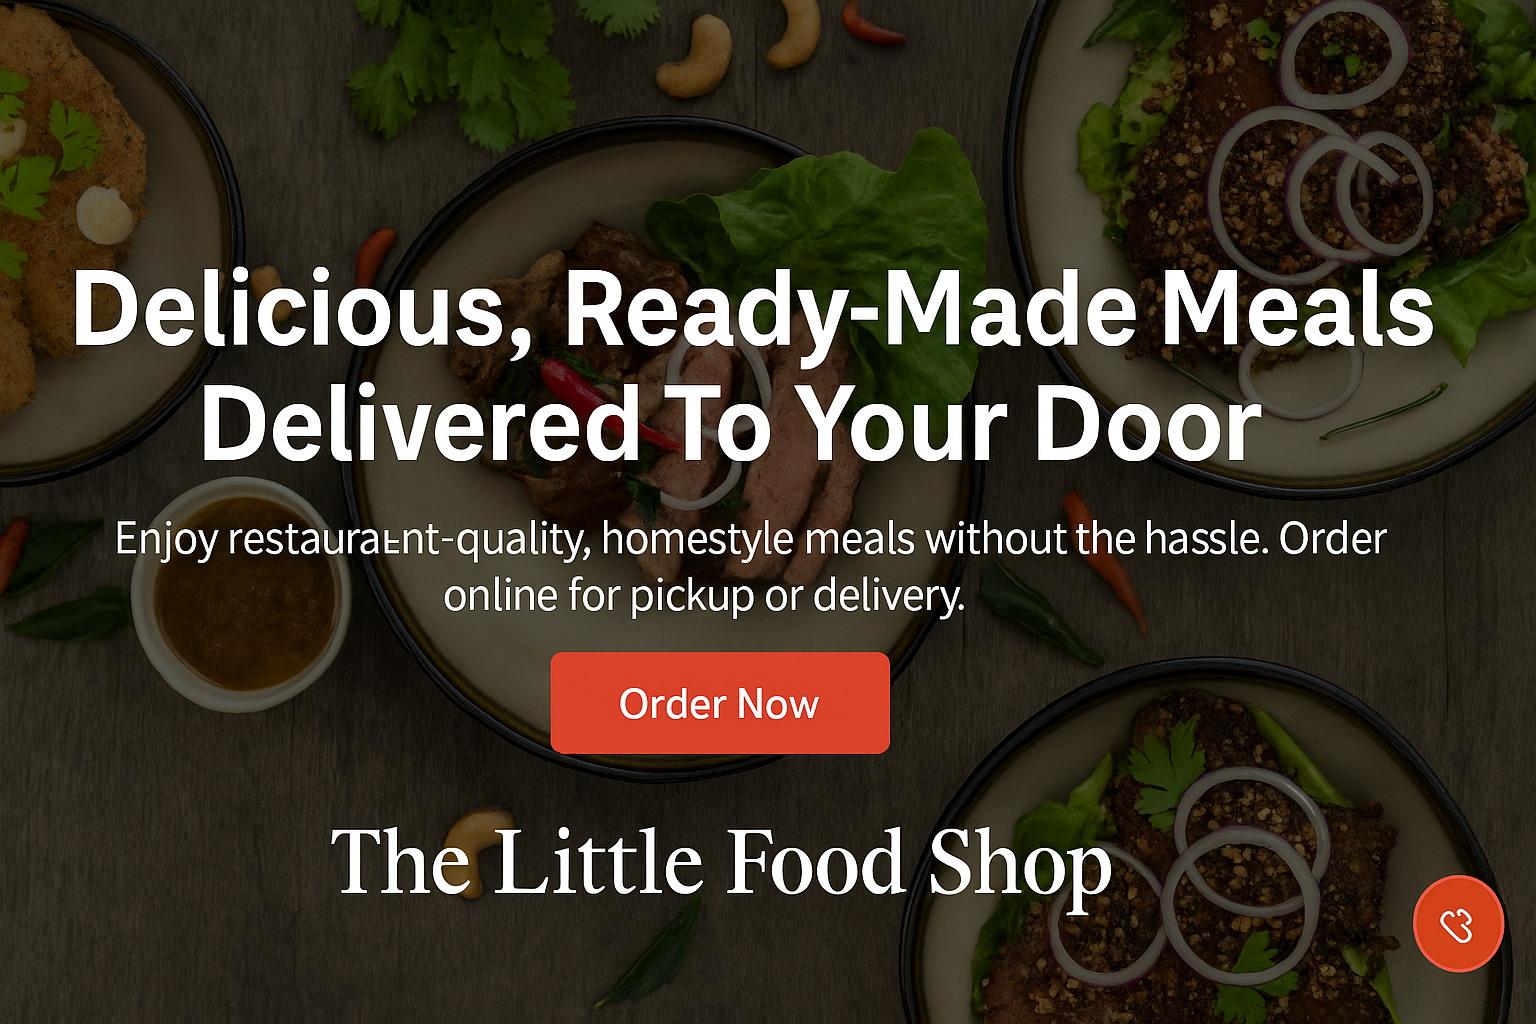 Delicious, Ready-Made Meals
Delivered To Your Door
Enjoy restauraʟnt-quality, homestyle meals without the hassle. Order
online for pickup or delivery.
Order Now
The Little Food Shop